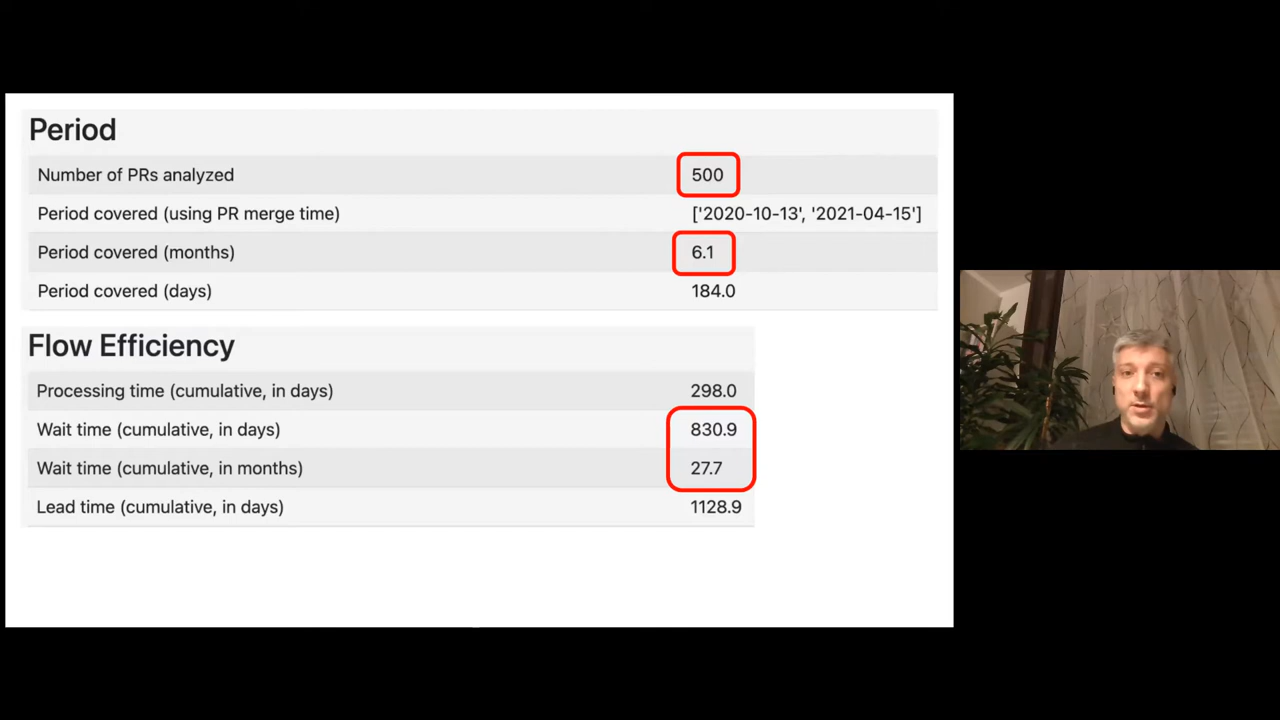 Period
Number of PRs analyzed 500
Period covered (using PR merge time) ['2020-10-13', '2021-04-15']
Period covered (months) 6.1
Period covered (days) 184.0
Flow Efficiency
Processing time (cumulative, in days) 298.0
Wait time (cumulative, in days) 830.9
Wait time (cumulative, in months) 27.7
Lead time (cumulative, in days) 1128.9